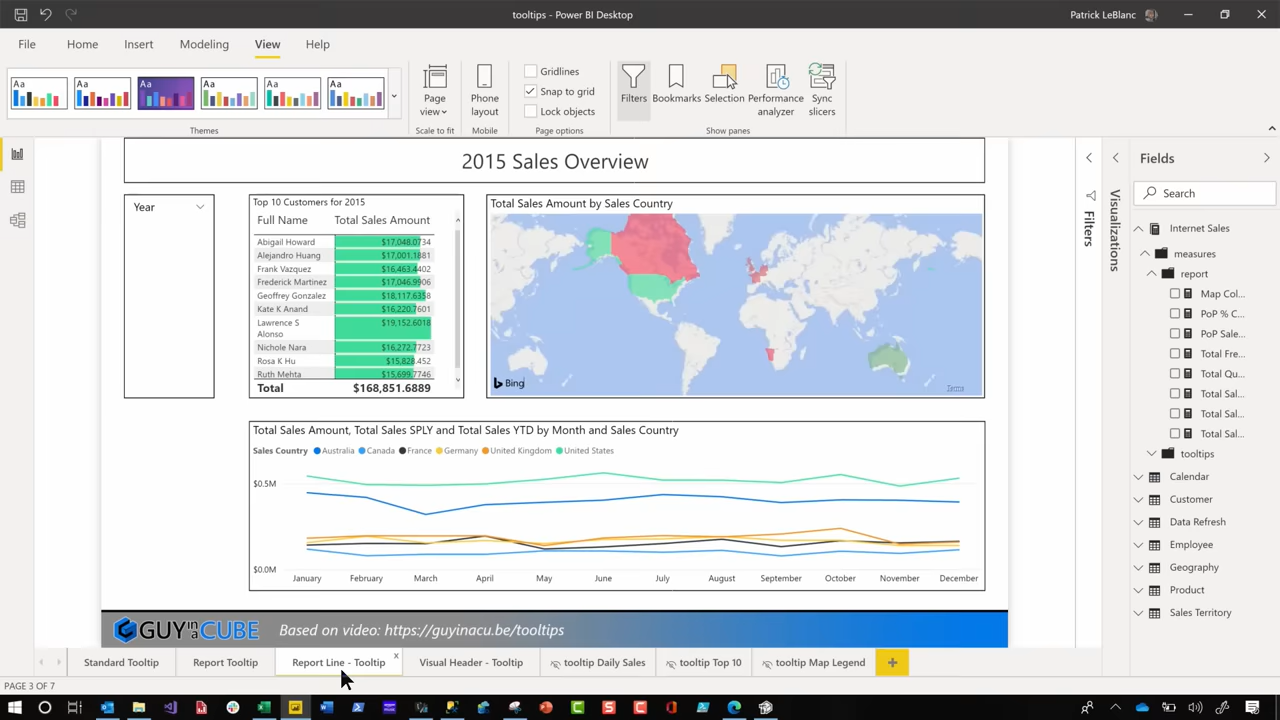 tooltips - Power BI Desktop
Patrick LeBlanc
File
Home
Insert
Modeling
View
Help
Aa
Aa
Aa
Aa
Aa
Aa
Themes
Page view
Scale to fit
Phone layout
Mobile
Gridlines
Snap to grid
Lock objects
Page options
Filters
Bookmarks
Selection
Performance analyzer
Sync slicers
Show panes
2015 Sales Overview
Year
Top 10 Customers for 2015
Full Name Total Sales Amount
Abigail Howard $17,048.0734
Alejandro Huang $17,001.1881
Frank Vazquez $16,463.4402
Frederick Martinez $17,046.9906
Geoffrey Gonzalez $18,117.6358
Kate K Anand $16,220.7601
Lawrence S $19,152.6018
Alonso
Nichole Nara $16,272.7723
Rosa K Hu $15,828.452
Ruth Mehta $15,699.7746
Total $168,851.6889
Total Sales Amount by Sales Country
Bing
Terms
Total Sales Amount, Total Sales SPLY and Total Sales YTD by Month and Sales Country
Sales Country Australia Canada France Germany United Kingdom United States
$0.5M
$0.0M
January February March April May June July August September October November December
GUY IN A CUBE
Based on video: https://guyinacu.be/tooltips
Filters
Visualizations
Fields
Search
Internet Sales
measures
report
Map Col...
PoP % C...
PoP Sale...
Total Fre...
Total Qu...
Total Sal...
Total Sal...
Total Sal...
tooltips
Calendar
Customer
Data Refresh
Employee
Geography
Product
Sales Territory
Standard Tooltip
Report Tooltip
Report Line - Tooltip
Visual Header - Tooltip
tooltip Daily Sales
tooltip Top 10
tooltip Map Legend
PAGE 3 OF 7